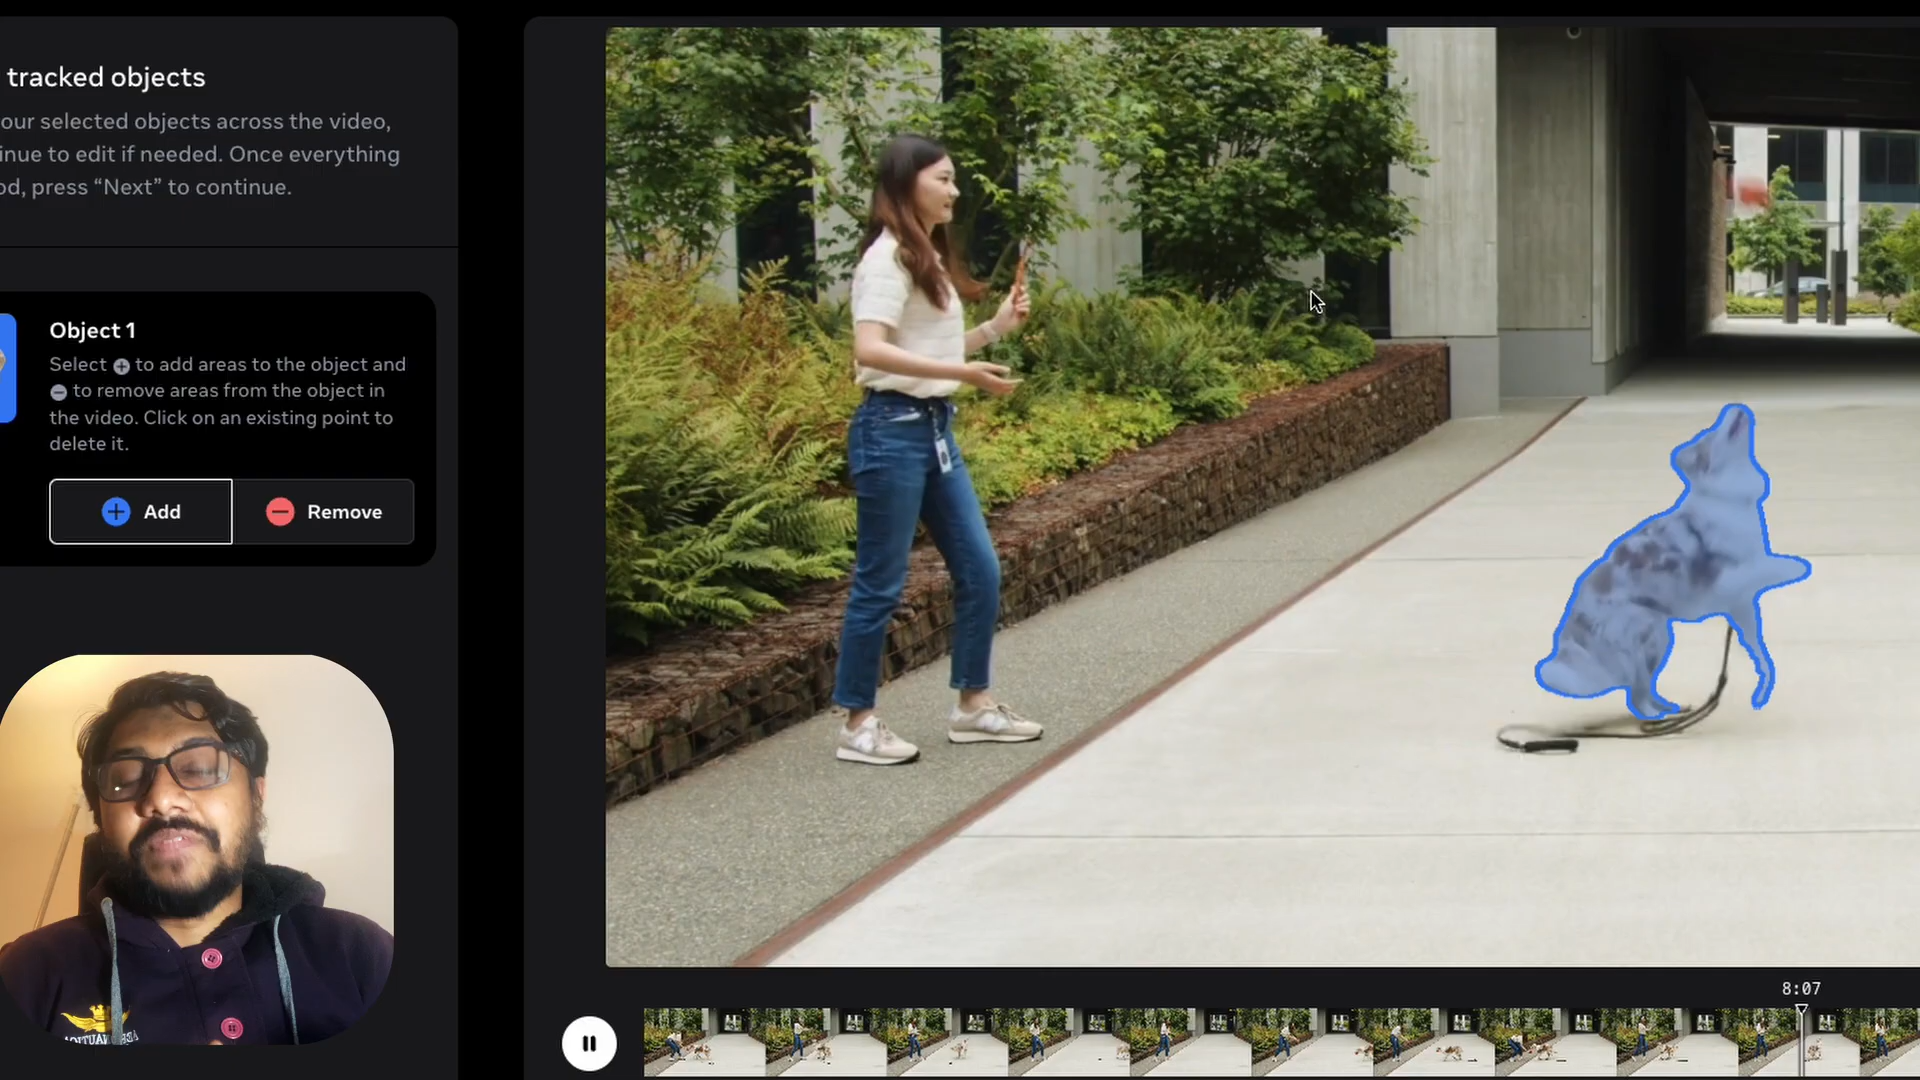 tracked objects
our selected objects across the video,
inue to edit if needed. Once everything
od, press “Next” to continue.
Object 1
Select to add areas to the object and
to remove areas from the object in
the video. Click on an existing point to
delete it.
Add
Remove
8:07